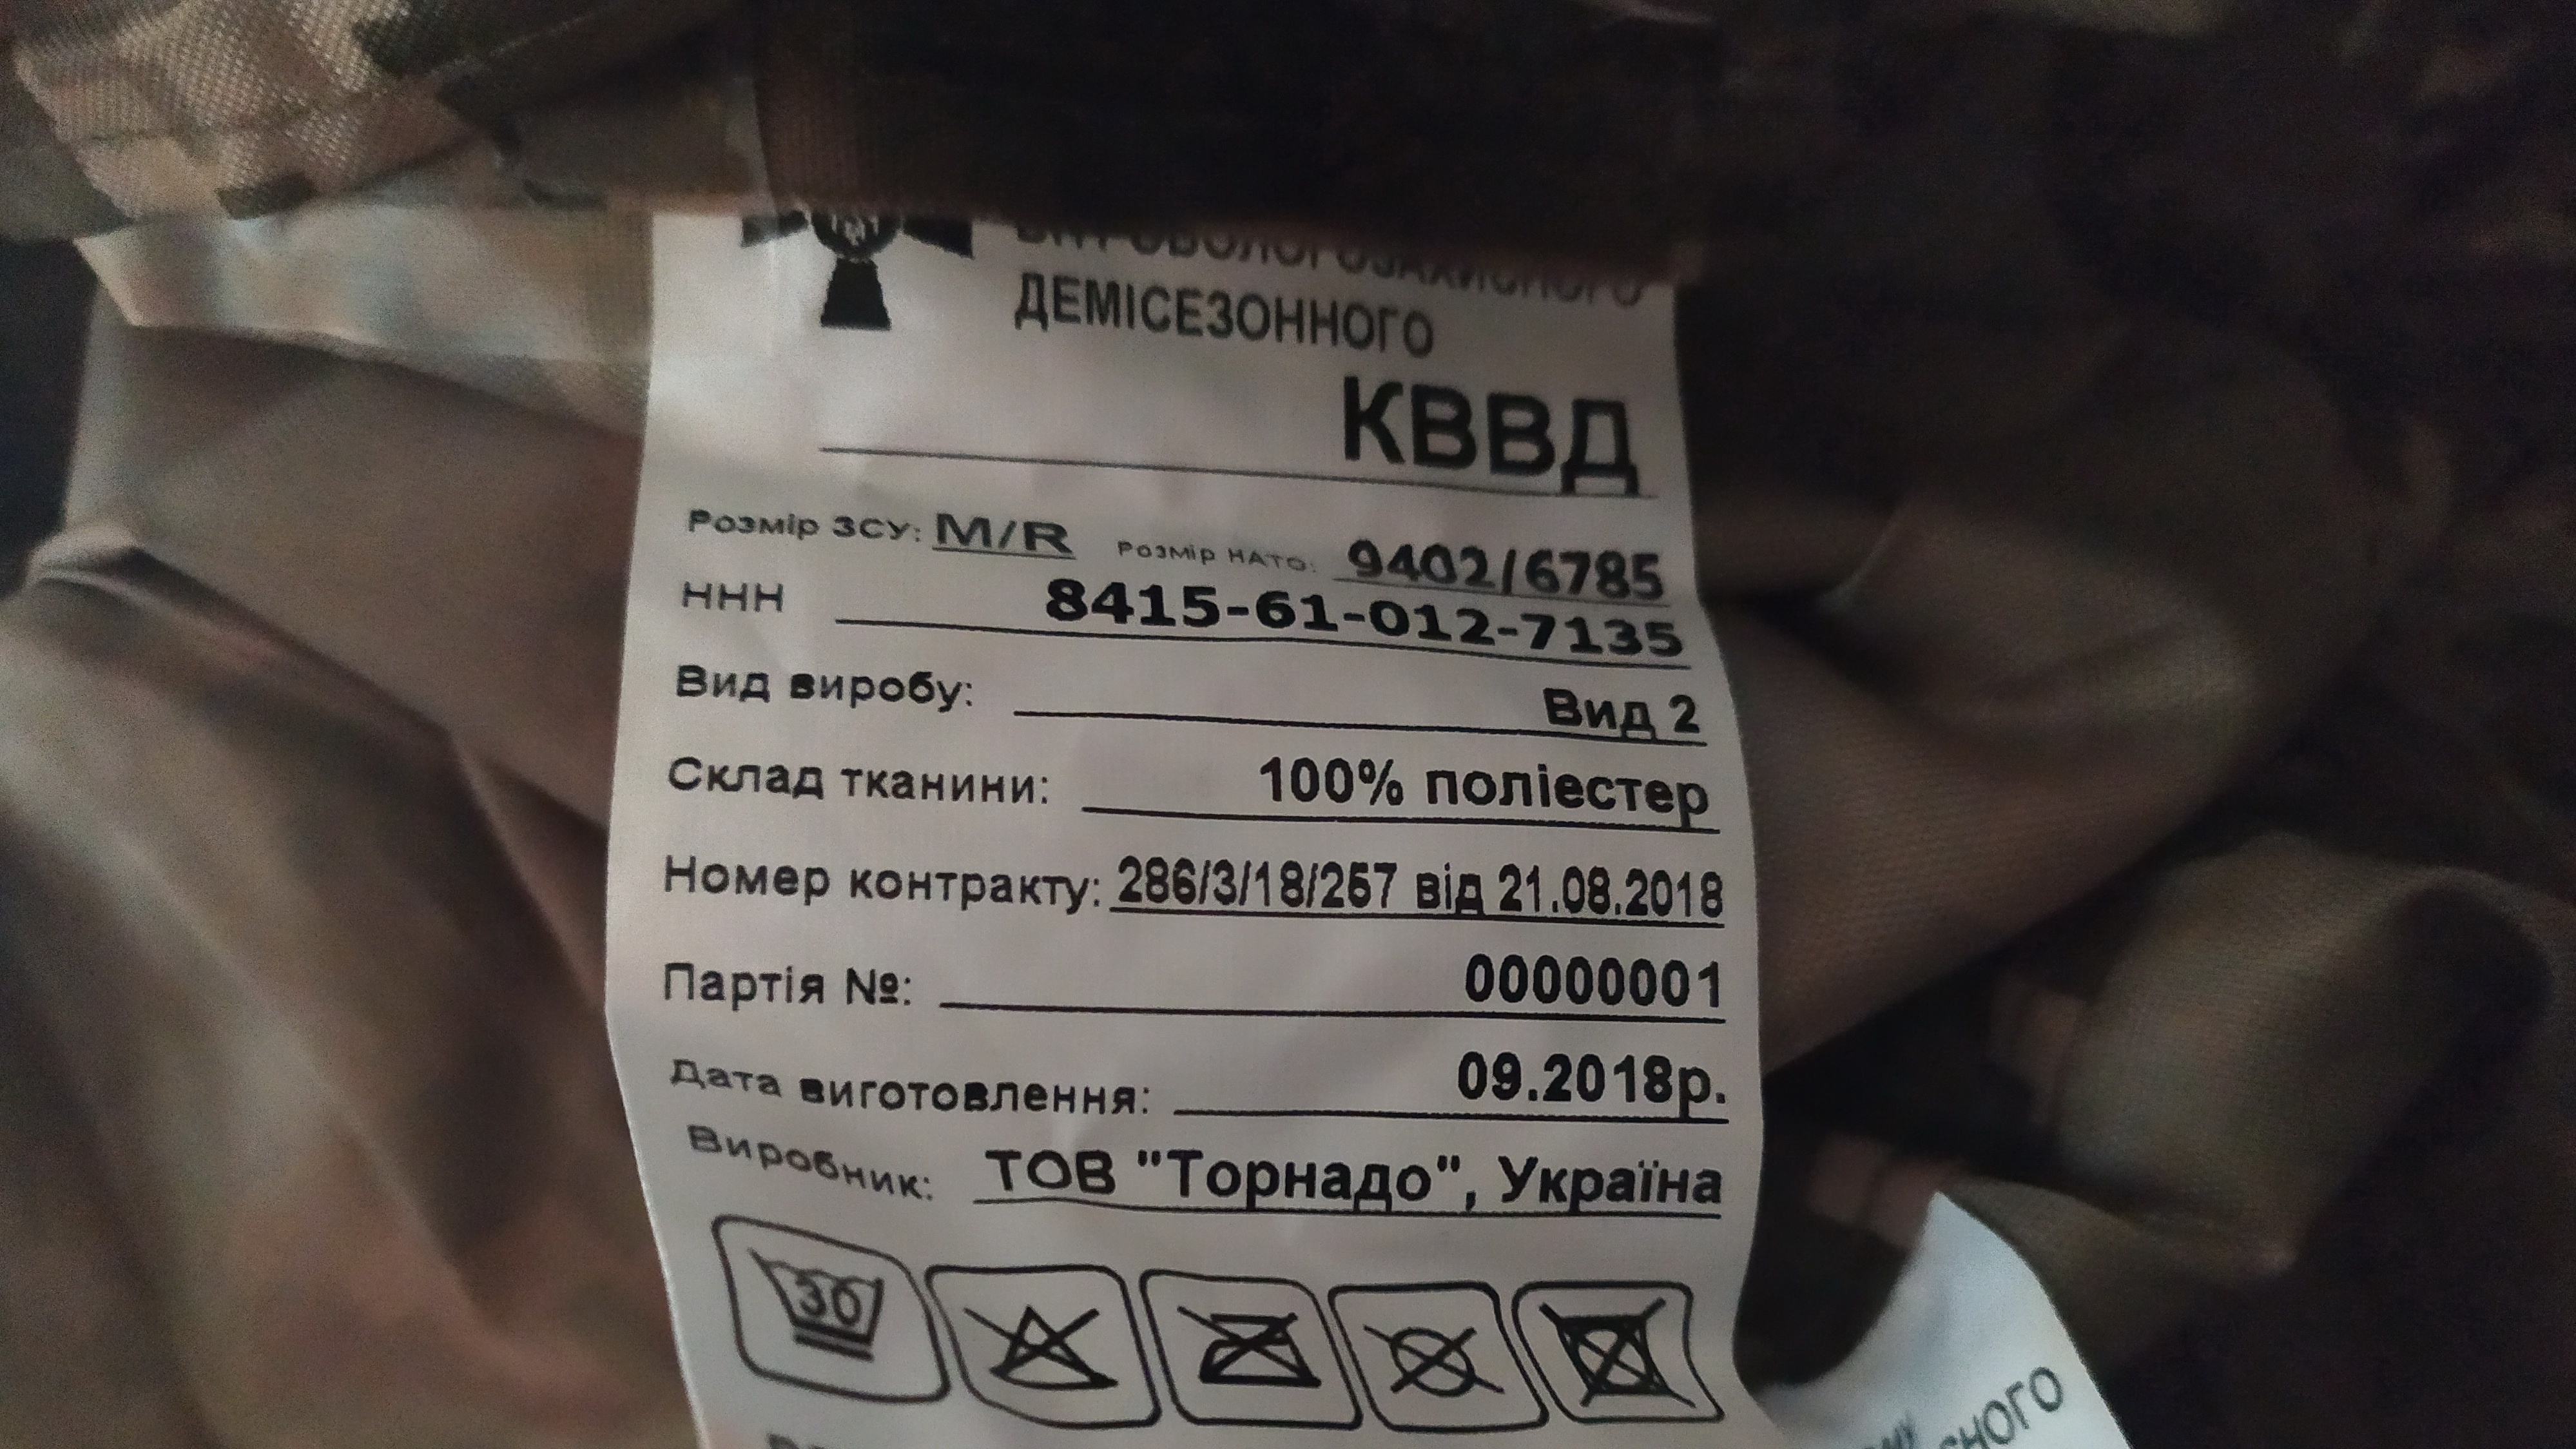 ВІТРОВОЛОГОЗАХИСНОГО
ДЕМІСЕЗОННОГО
КВВД
Розмір ЗСУ: M/R Розмір НАТО: 9402/6785
ННН 8415-61-012-7135
Вид виробу: Вид 2
Склад тканини: 100% поліестер
Номер контракту: 286/3/18/267 від 21.08.2018
Партія №: 00000001
Дата виготовлення: 09.2018р.
Виробник: ТОВ "Торнадо", Україна
30